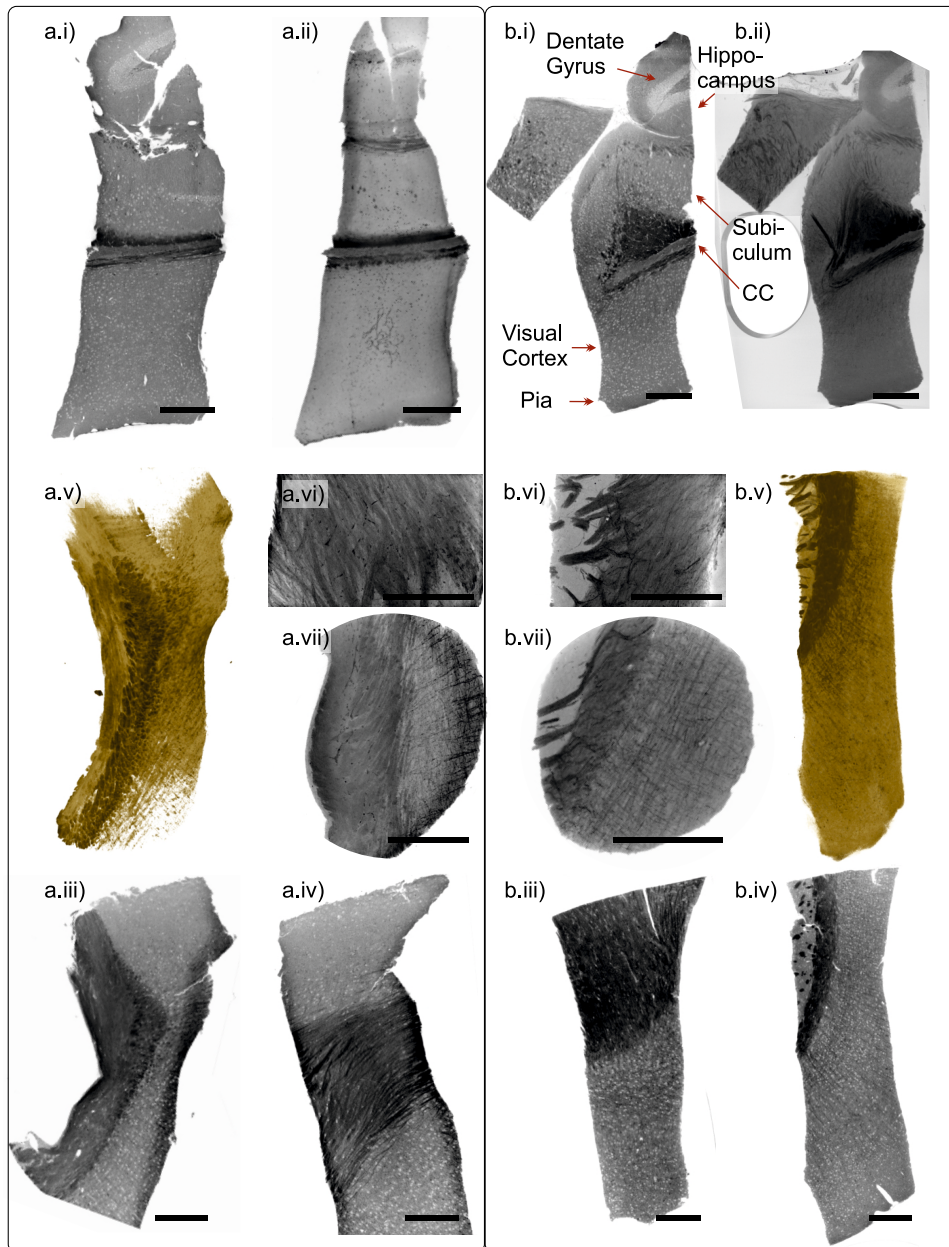 a.i)
a.ii)
b.i)
b.ii)
Dentate
Gyrus
Hippo-
campus
Subi-
culum
CC
Visual
Cortex
Pia
a.v)
a.vi)
b.vi)
b.v)
a.vii)
b.vii)
a.iii)
a.iv)
b.iii)
b.iv)